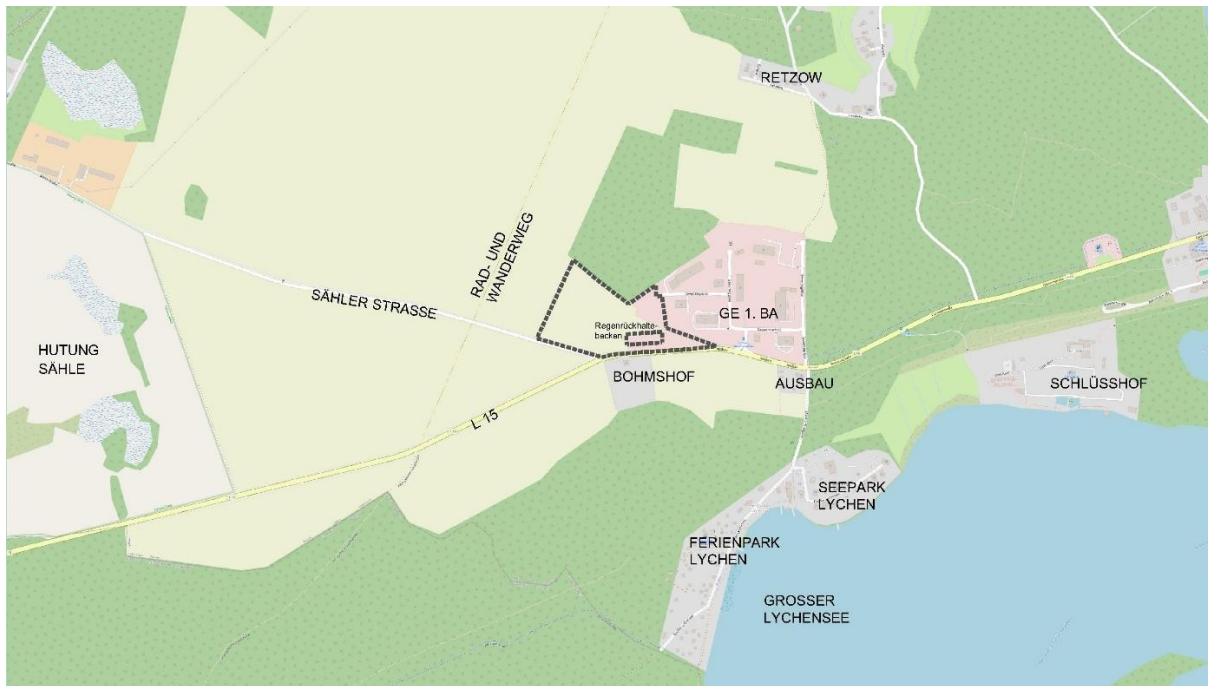 RETZOW
RAD- UND
WANDERWEG
SÄHLER STRASSE
GE 1. BA
Regenrückhalte-
becken
HUTUNG
SÄHLE
BOHMSHOF
AUSBAU
SCHLÜSSHOF
L 15
SEEPARK
LYCHEN
FERIENPARK
LYCHEN
GROSSER
LYCHENSEE